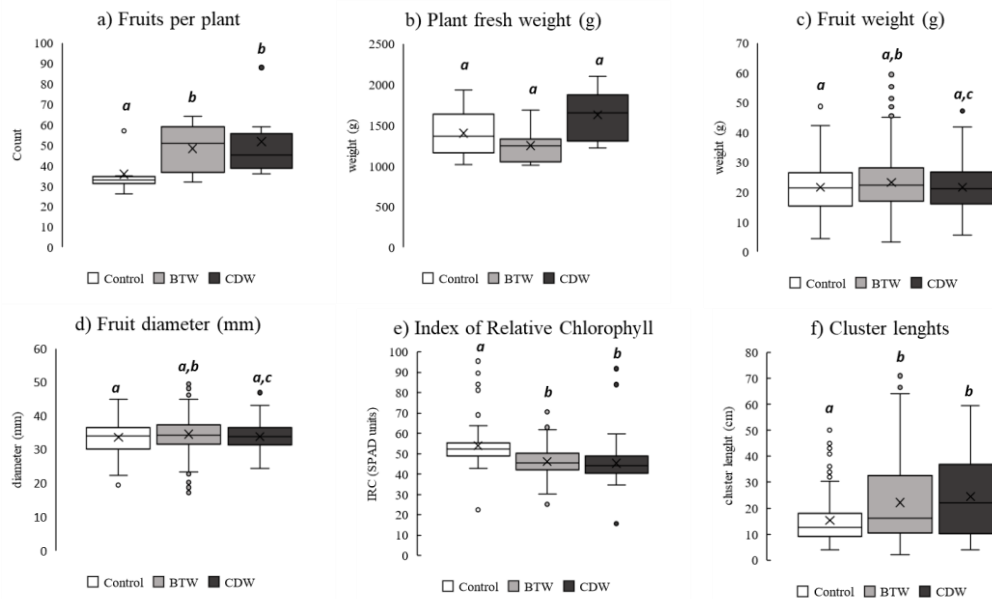 a) Fruits per plant
Count
100
90
80
70
60
50
40
30
20
10
0
a
b
b
Control BTW CDW
b) Plant fresh weight (g)
weight (g)
2500
2000
1500
1000
500
0
a
a
a
Control BTW CDW
c) Fruit weight (g)
weight (g)
70
60
50
40
30
20
10
0
a
a,b
a,c
Control BTW CDW
d) Fruit diameter (mm)
diameter (mm)
60
50
40
30
20
10
0
a
a,b
a,c
Control BTW CDW
e) Index of Relative Chlorophyll
IRC (SPAD units)
100
90
80
70
60
50
40
30
20
10
0
a
b
b
Control BTW CDW
f) Cluster lenghts
cluster lenght (cm)
80
70
60
50
40
30
20
10
0
a
b
b
Control BTW CDW